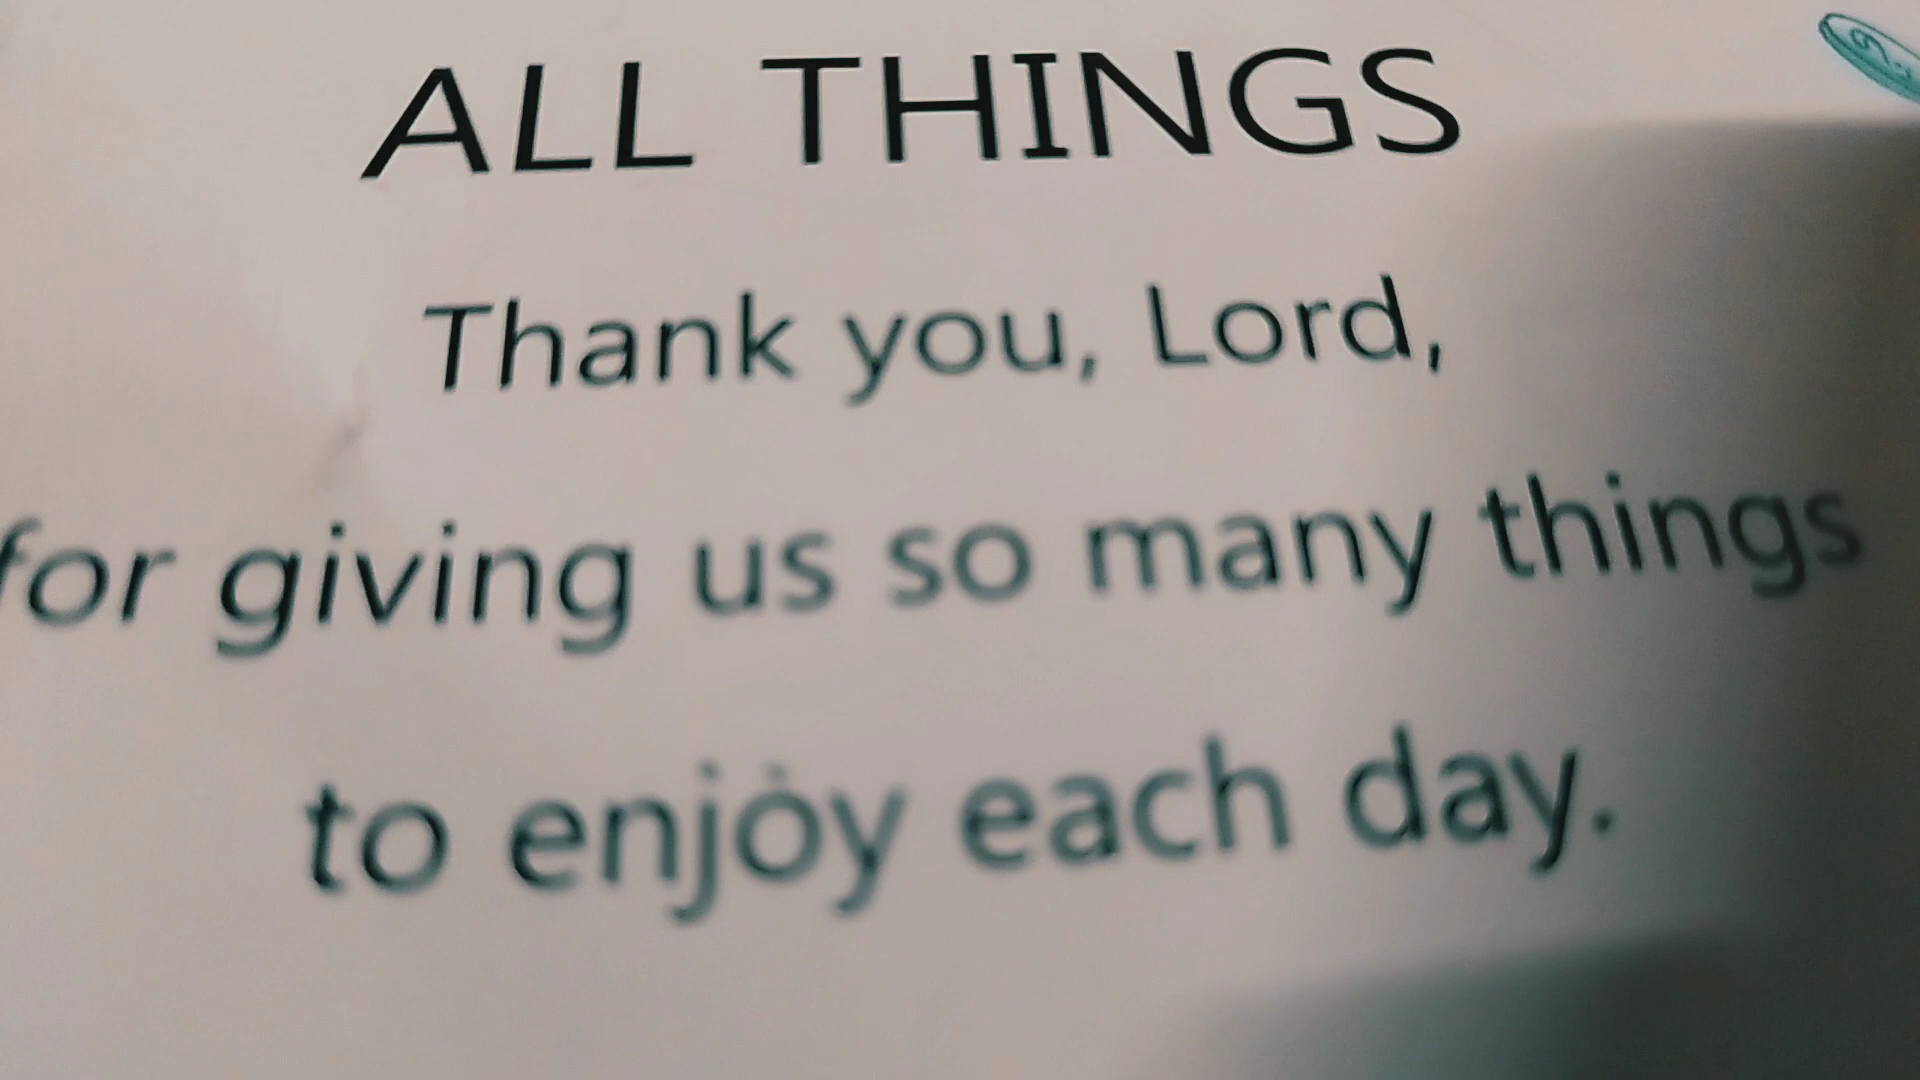 ALL THINGS
Thank you, Lord,
for giving us so many things
to enjoy each day.